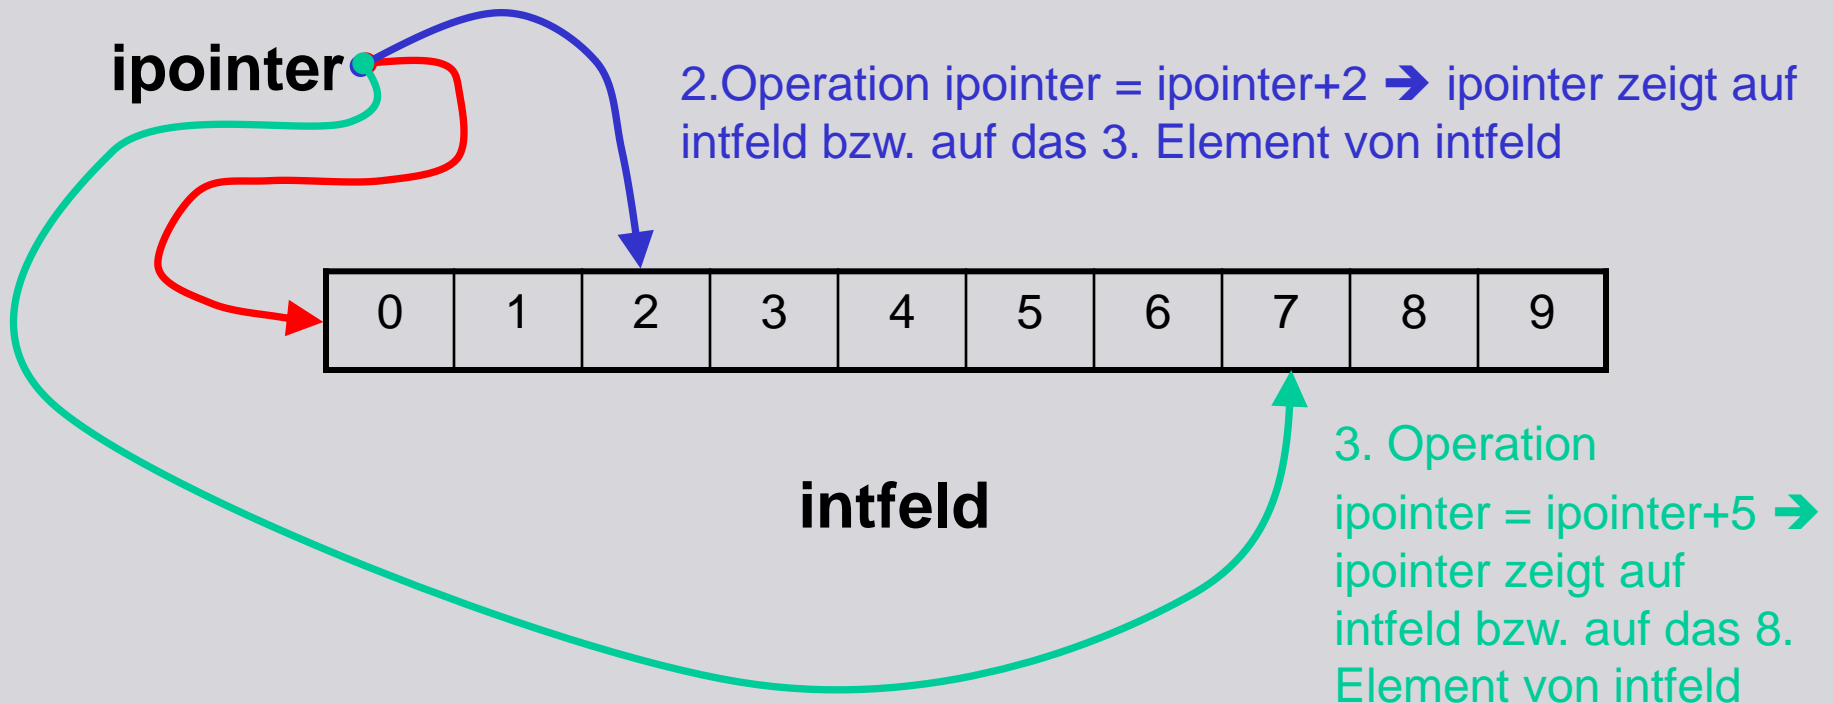 ipointer
2.Operation ipointer = ipointer+2 ➔ ipointer zeigt auf
intfeld bzw. auf das 3. Element von intfeld
0 1 2 3 4 5 6 7 8 9
intfeld
3. Operation
ipointer = ipointer+5 ➔
ipointer zeigt auf
intfeld bzw. auf das 8.
Element von intfeld